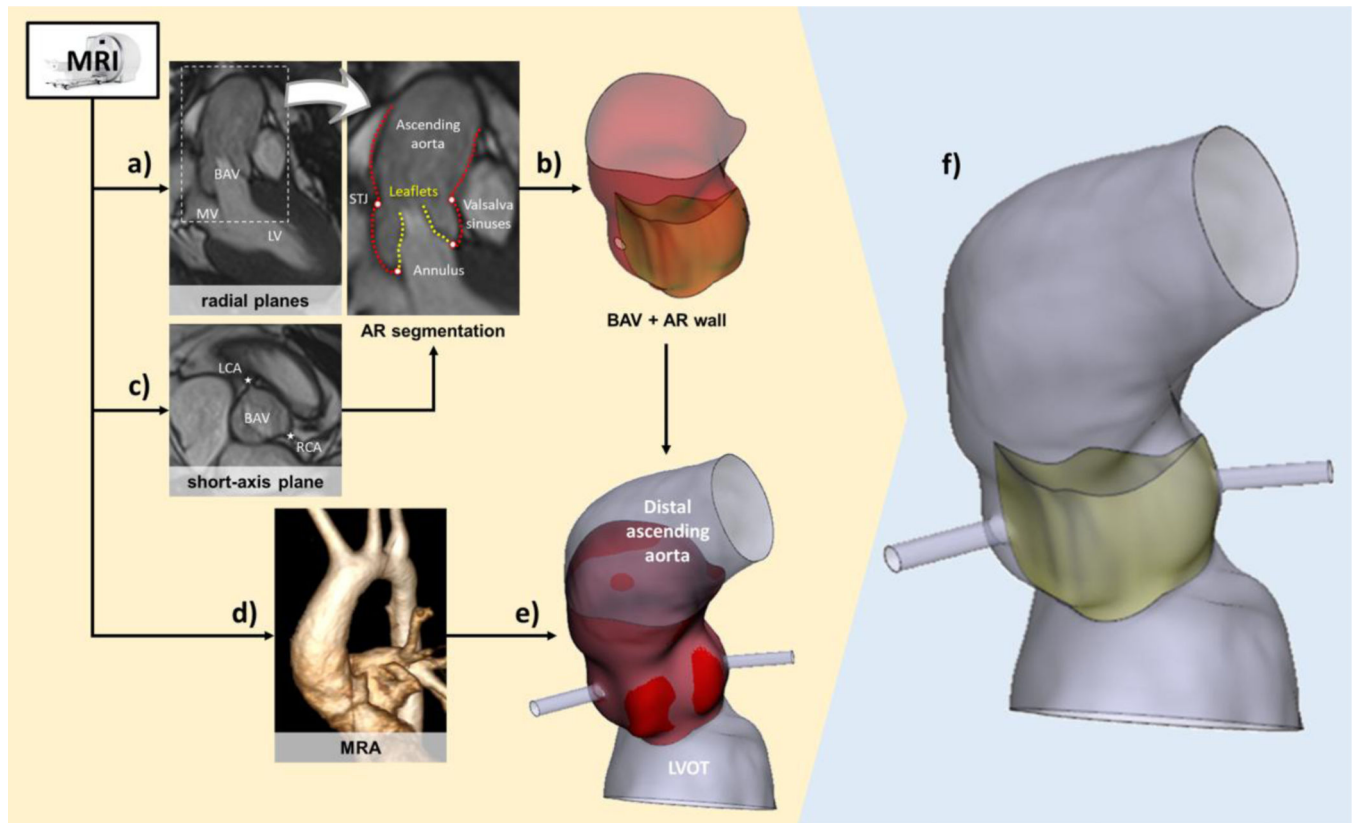 MRI
a)
BAV
MV
LV
radial planes
Ascending
aorta
Leaflets
STJ
Valsalva
sinuses
Annulus
AR segmentation
b)
BAV + AR wall
c)
LCA
BAV
RCA
short-axis plane
d)
MRA
e)
Distal
ascending
aorta
LVOT
f)